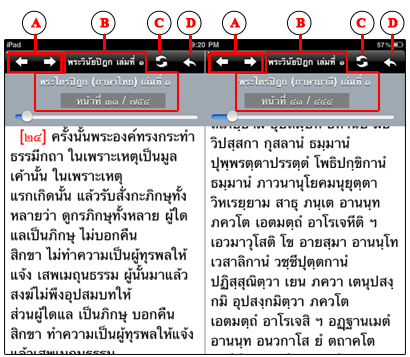 A B C D A B C D
iPad 9:20 PM 57%
พระวินัยปิฎก เล่มที่ ๑ พระวินัยปิฎก เล่มที่ ๑
พระไตรปิฎก (ภาษาไทย) เล่มที่ ๑
หน้าที่ ๓๑ / ๗๔๔
[๒๔] ครั้งนั้นพระองค์ทรงกระทำ
ธรรมีกถา ในเพราะเหตุเป็นมูล
เค้านั้น ในเพราะเหตุ
แรกเกิดนั้น แล้วรับสั่งกะภิกษุทั้ง
หลายว่า ดูกรภิกษุทั้งหลาย ผู้ใด
แลเป็นภิกษุ ไม่บอกคืน
สิกขา ไม่ทำความเป็นผู้ทุรพลให้
แจ้ง เสพเมถุนธรรม ผู้นั้นมาแล้ว
สงฆ์ไม่พึงอุปสมบทให้
ส่วนผู้ใดแล เป็นภิกษุ บอกคืน
สิกขา ทำความเป็นผู้ทุรพลให้แจ้ง
แล้วเสพเมถุนธรรม
พระไตรปิฎก (ภาษาบาลี) เล่มที่ ๑
หน้าที่ ๔๑ / ๔๔๔
วิปสฺสกา กุสลานํ ธมฺมานํ
ปุพฺพรตฺตาปรรตฺตํ โพธิปกฺขิกานํ
ธมฺมานํ ภาวนานุโยคมนุยุตฺตา
วิหเรยฺยาม สาธุ ภนฺเต อานนฺท
ภควโต เอตมตฺถํ อาโรเจหีติ ฯ
เอวมาวุโสติ โข อายสฺมา อานนฺโท
เวสาลิกานํ วชฺชีปุตฺตกานํ
ปฏิสฺสุณิตฺวา เยน ภควา เตนุปสงฺ
กมิ อุปสงฺกมิตฺวา ภควโต
เอตมตฺถํ อาโรเจสิ ฯ อฏฺฐานเมตํ
อานนฺท อนวกาโส ยํ ตถาคโต